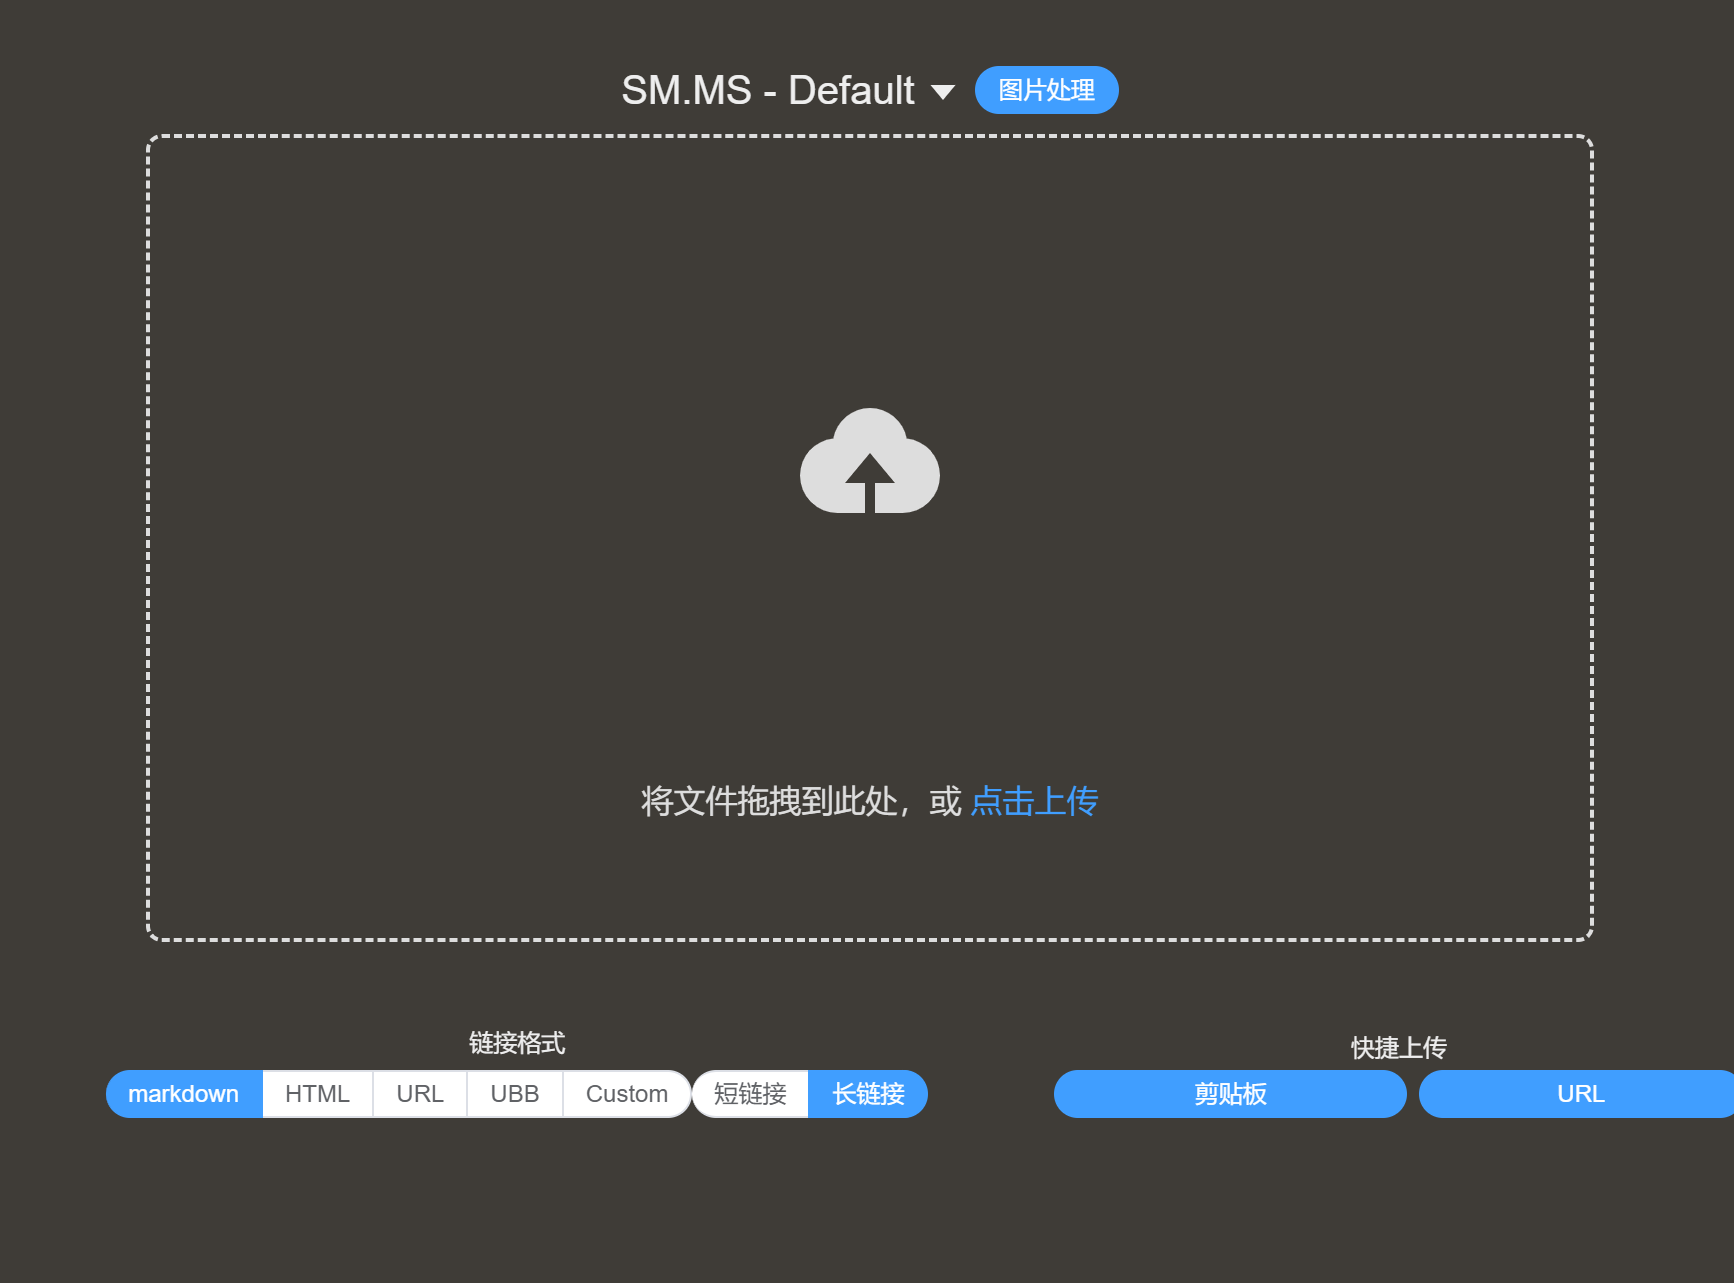 SM.MS - Default 图片处理
将文件拖拽到此处，或 点击上传
链接格式
markdown HTML URL UBB Custom 短链接 长链接
快捷上传
剪贴板 URL